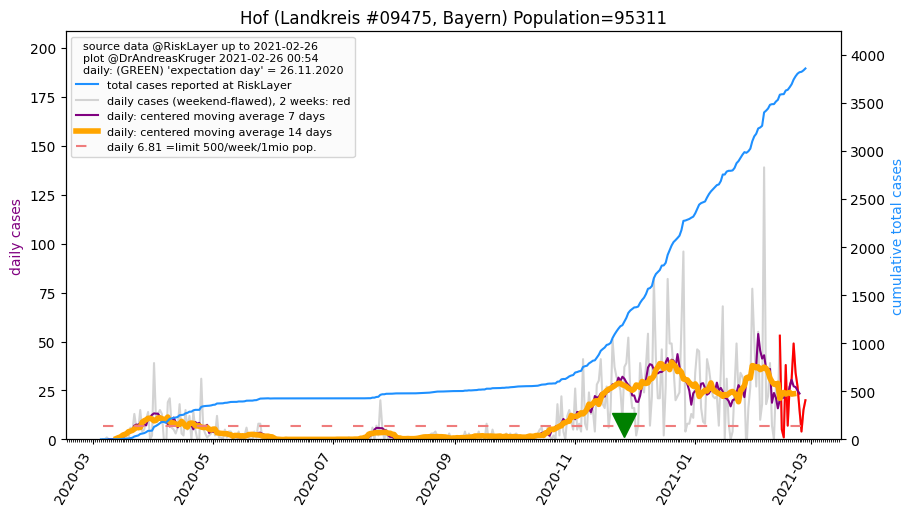 Hof (Landkreis #09475, Bayern) Population=95311
source data @RiskLayer up to 2021-02-26
plot @DrAndreasKruger 2021-02-26 00:54
daily: (GREEN) 'expectation day' = 26.11.2020
total cases reported at RiskLayer
daily cases (weekend-flawed), 2 weeks: red
daily: centered moving average 7 days
daily: centered moving average 14 days
daily 6.81 =limit 500/week/1mio pop.
daily cases
200
175
150
125
100
75
50
25
0
4000
3500
3000
2500
2000
1500
1000
500
0
cumulative total cases
2020-03
2020-05
2020-07
2020-09
2020-11
2021-01
2021-03